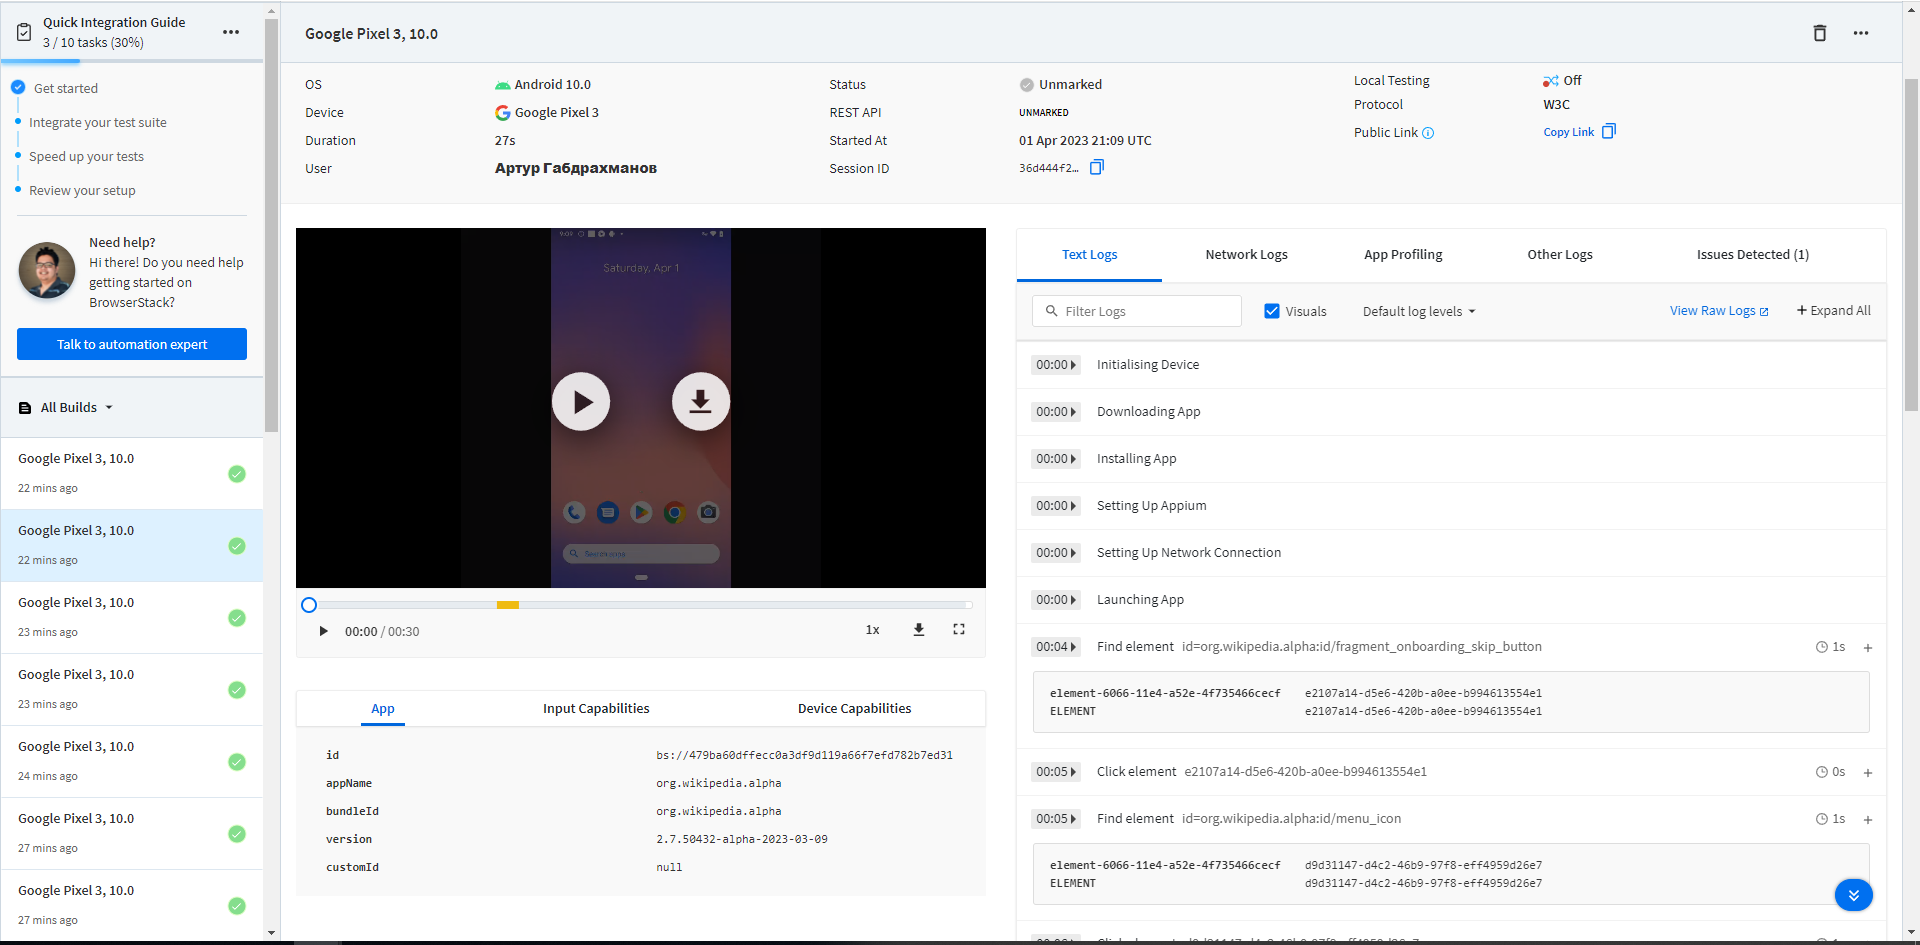 Quick Integration Guide
3 / 10 tasks (30%)
Get started
Integrate your test suite
Speed up your tests
Review your setup
Need help?
Hi there! Do you need help
getting started on
BrowserStack?
Talk to automation expert
All Builds
Google Pixel 3, 10.0
22 mins ago
Google Pixel 3, 10.0
22 mins ago
Google Pixel 3, 10.0
23 mins ago
Google Pixel 3, 10.0
23 mins ago
Google Pixel 3, 10.0
24 mins ago
Google Pixel 3, 10.0
27 mins ago
Google Pixel 3, 10.0
27 mins ago
Google Pixel 3, 10.0
OS Android 10.0
Device Google Pixel 3
Duration 27s
User Артур Габдрахманов
Status Unmarked
REST API UNMARKED
Started At 01 Apr 2023 21:09 UTC
Session ID 36d444f2...
Local Testing Off
Protocol W3C
Public Link Copy Link
Saturday, Apr 1
00:00 / 00:30
1x
App Input Capabilities Device Capabilities
id bs://479ba60dffecc0a3df9d119a66f7efd782b7ed31
appName org.wikipedia.alpha
bundleId org.wikipedia.alpha
version 2.7.50432-alpha-2023-03-09
customId null
Text Logs Network Logs App Profiling Other Logs Issues Detected (1)
Filter Logs Visuals Default log levels View Raw Logs + Expand All
00:00 Initialising Device
00:00 Downloading App
00:00 Installing App
00:00 Setting Up Appium
00:00 Setting Up Network Connection
00:00 Launching App
00:04 Find element id=org.wikipedia.alpha:id/fragment_onboarding_skip_button 1s +
element-6066-11e4-a52e-4f735466cecf e2107a14-d5e6-420b-a0ee-b994613554e1
ELEMENT e2107a14-d5e6-420b-a0ee-b994613554e1
00:05 Click element e2107a14-d5e6-420b-a0ee-b994613554e1 0s +
00:05 Find element id=org.wikipedia.alpha:id/menu_icon 1s +
element-6066-11e4-a52e-4f735466cecf d9d31147-d4c2-46b9-97f8-eff4959d26e7
ELEMENT d9d31147-d4c2-46b9-97f8-eff4959d26e7